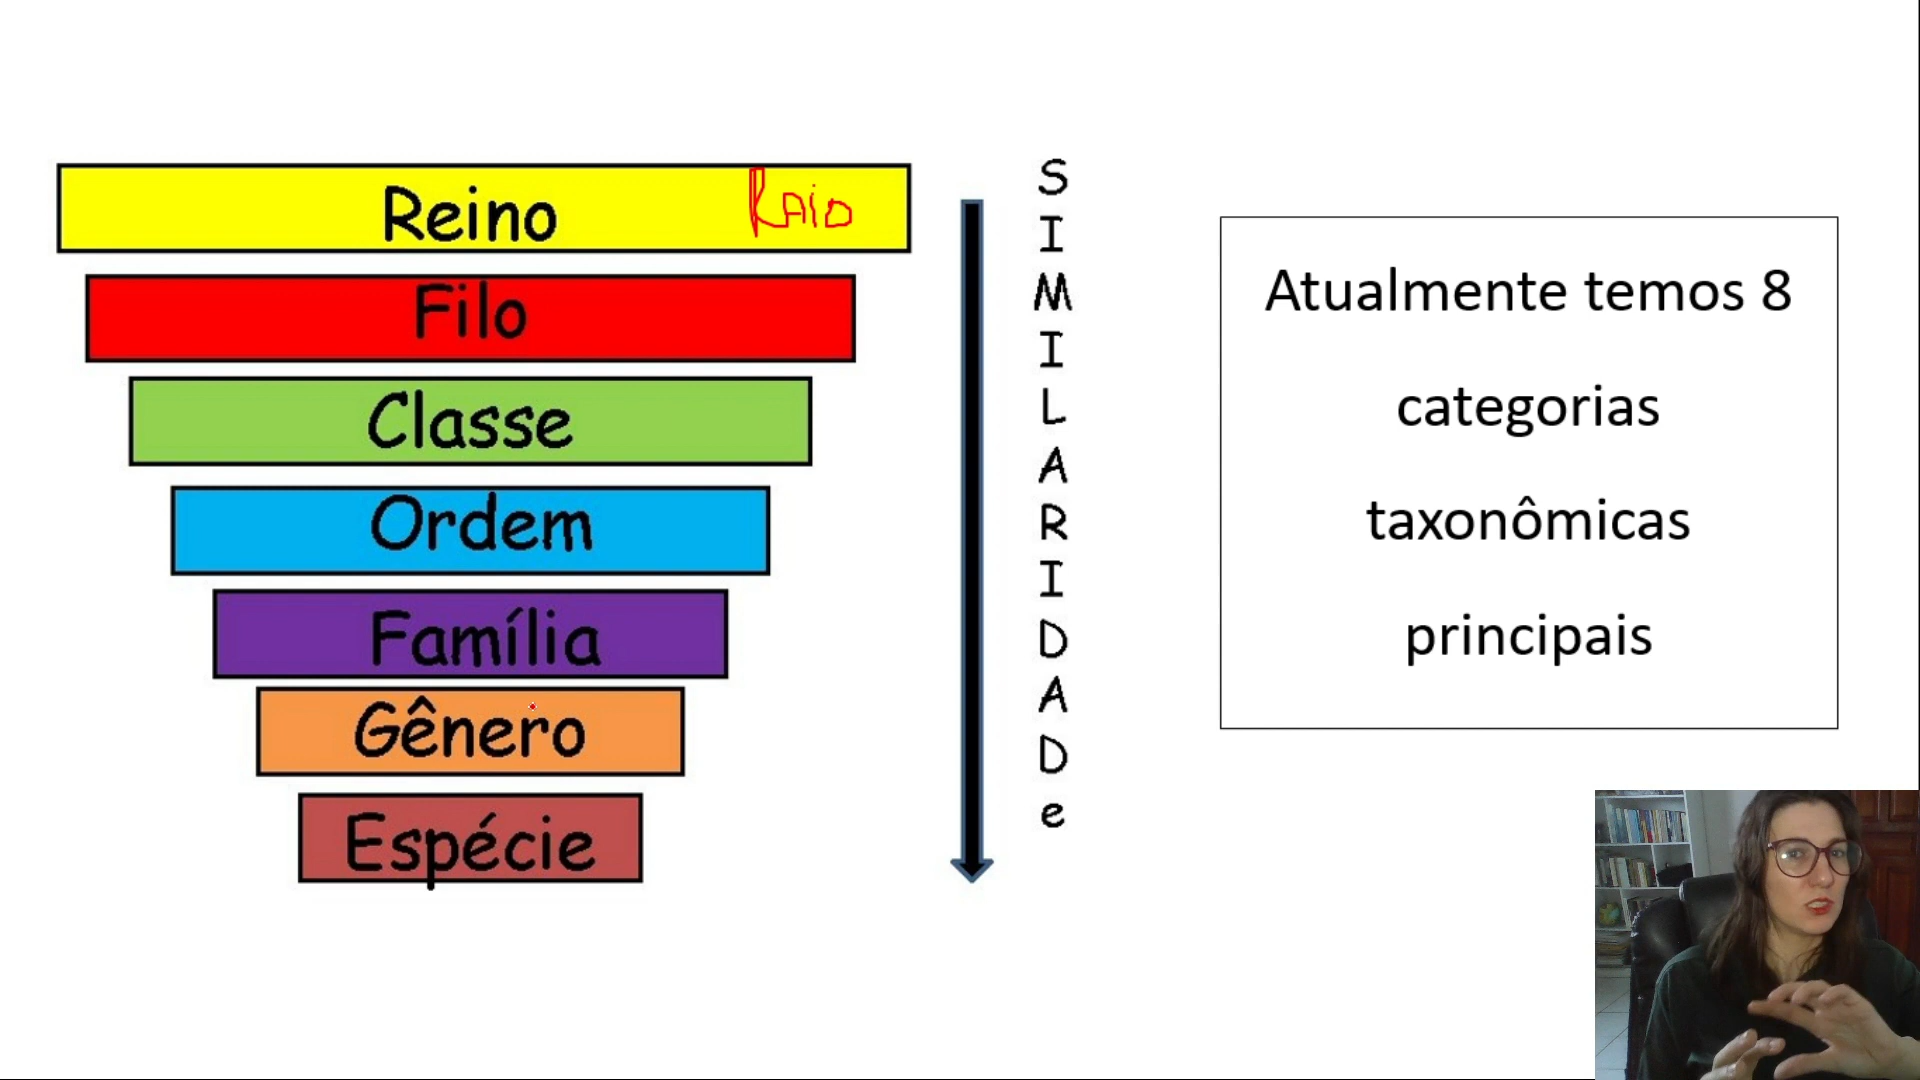 Reino RAIO
Filo
Classe
Ordem
Família
Gênero
Espécie
S
I
M
I
L
A
R
I
D
A
D
e
Atualmente temos 8
categorias
taxonômicas
principais